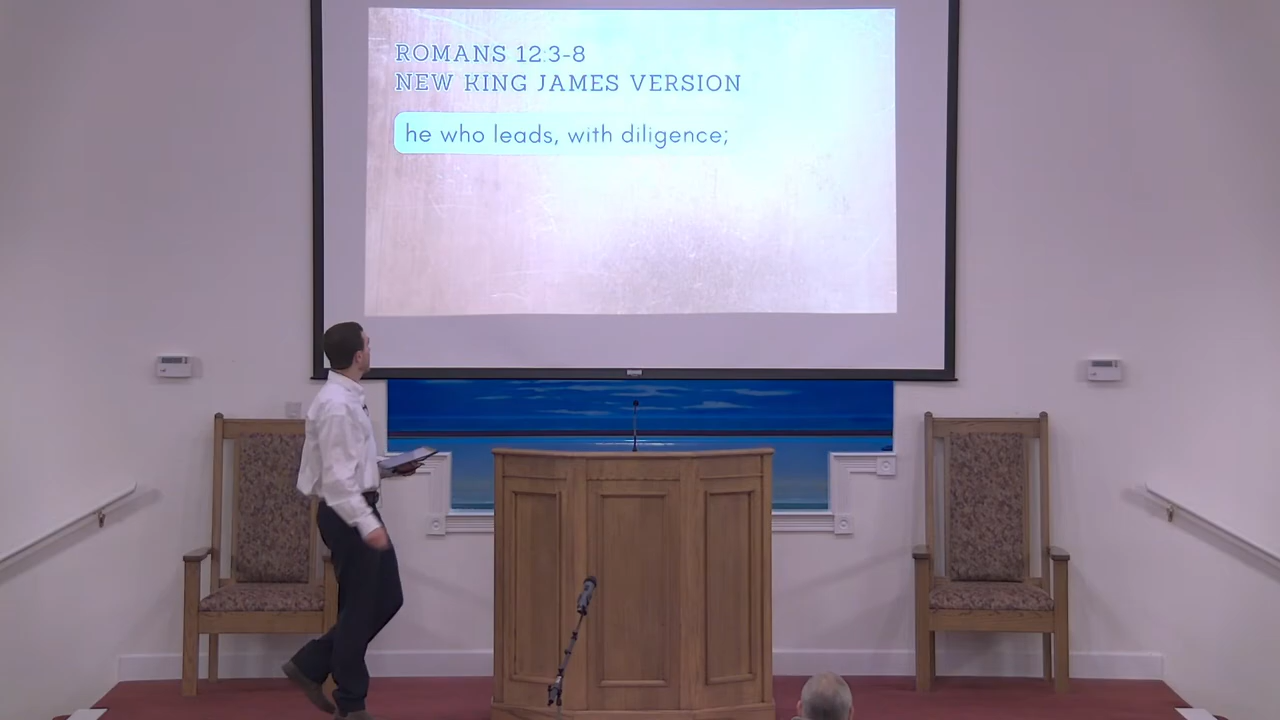 ROMANS 12:3-8
NEW KING JAMES VERSION
he who leads, with diligence;